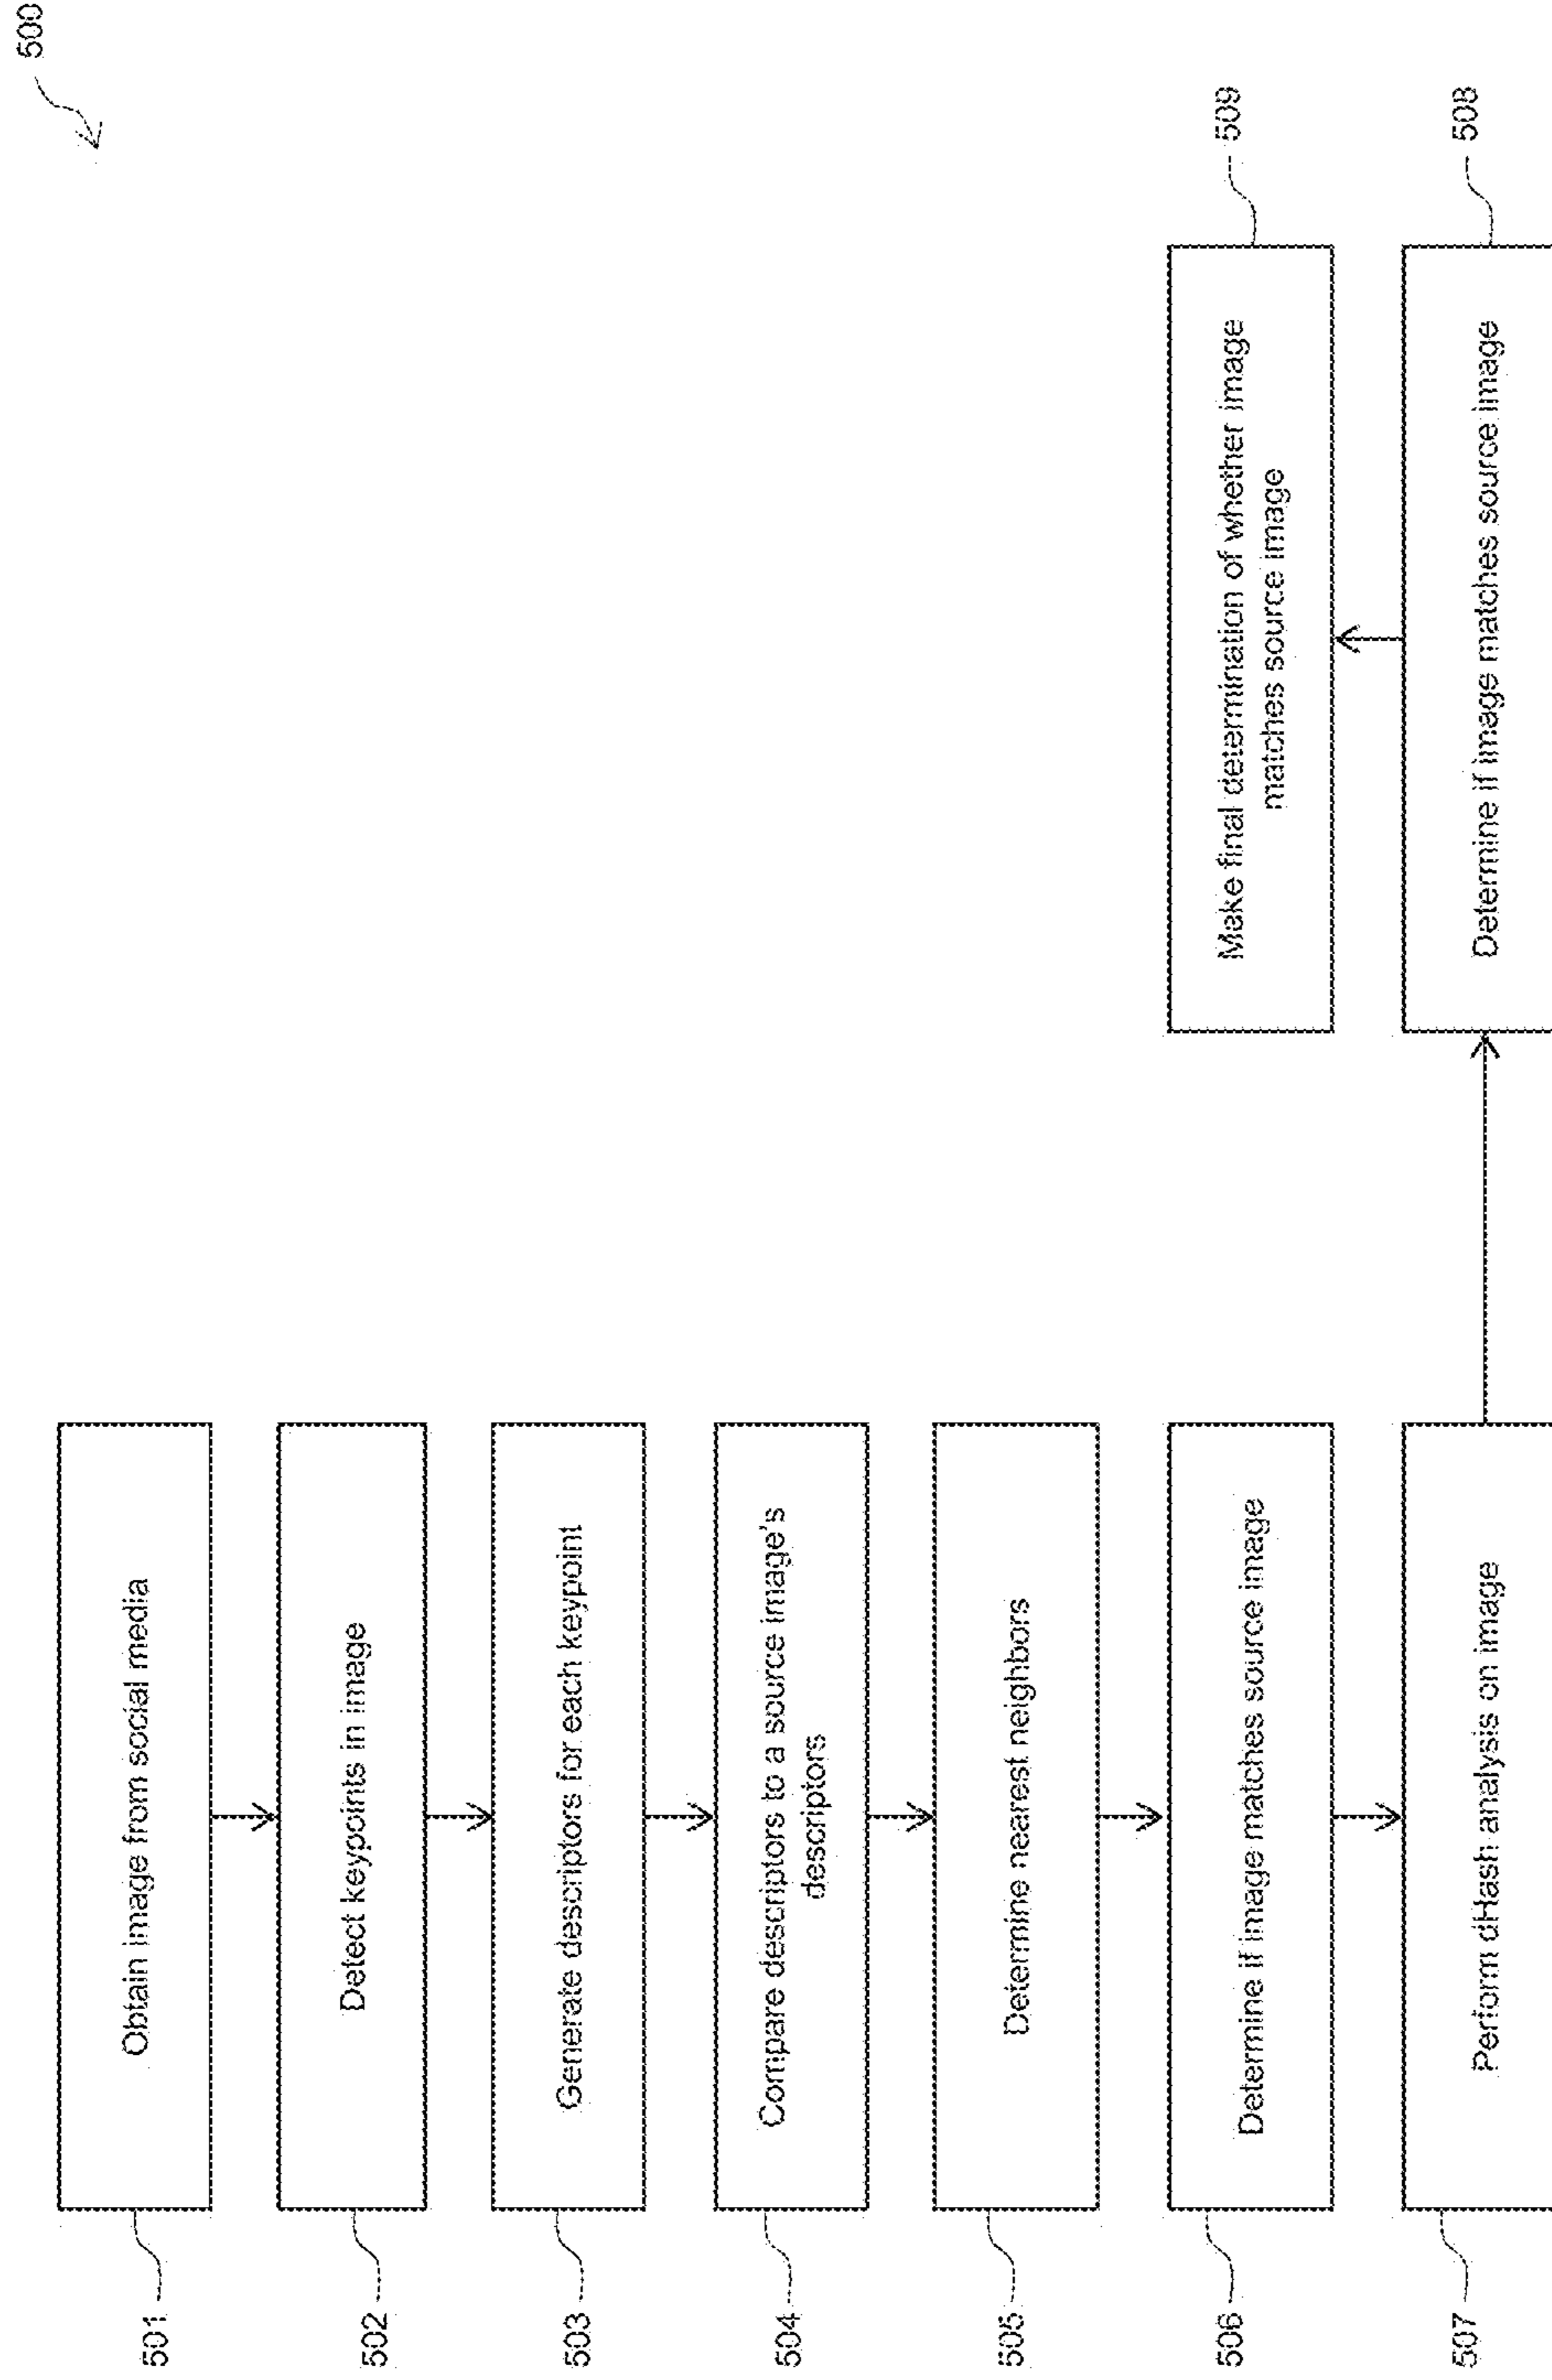 500
501
Obtain image from social media
502
Detect keypoints in image
503
Generate descriptors for each keypoint
504
Compare descriptors to a source image's
descriptors
505
Determine nearest neighbors
506
Determine if image matches source image
507
Perform dHash analysis on image
508
Determine if image matches source image
509
Make final determination of whether image
matches source image